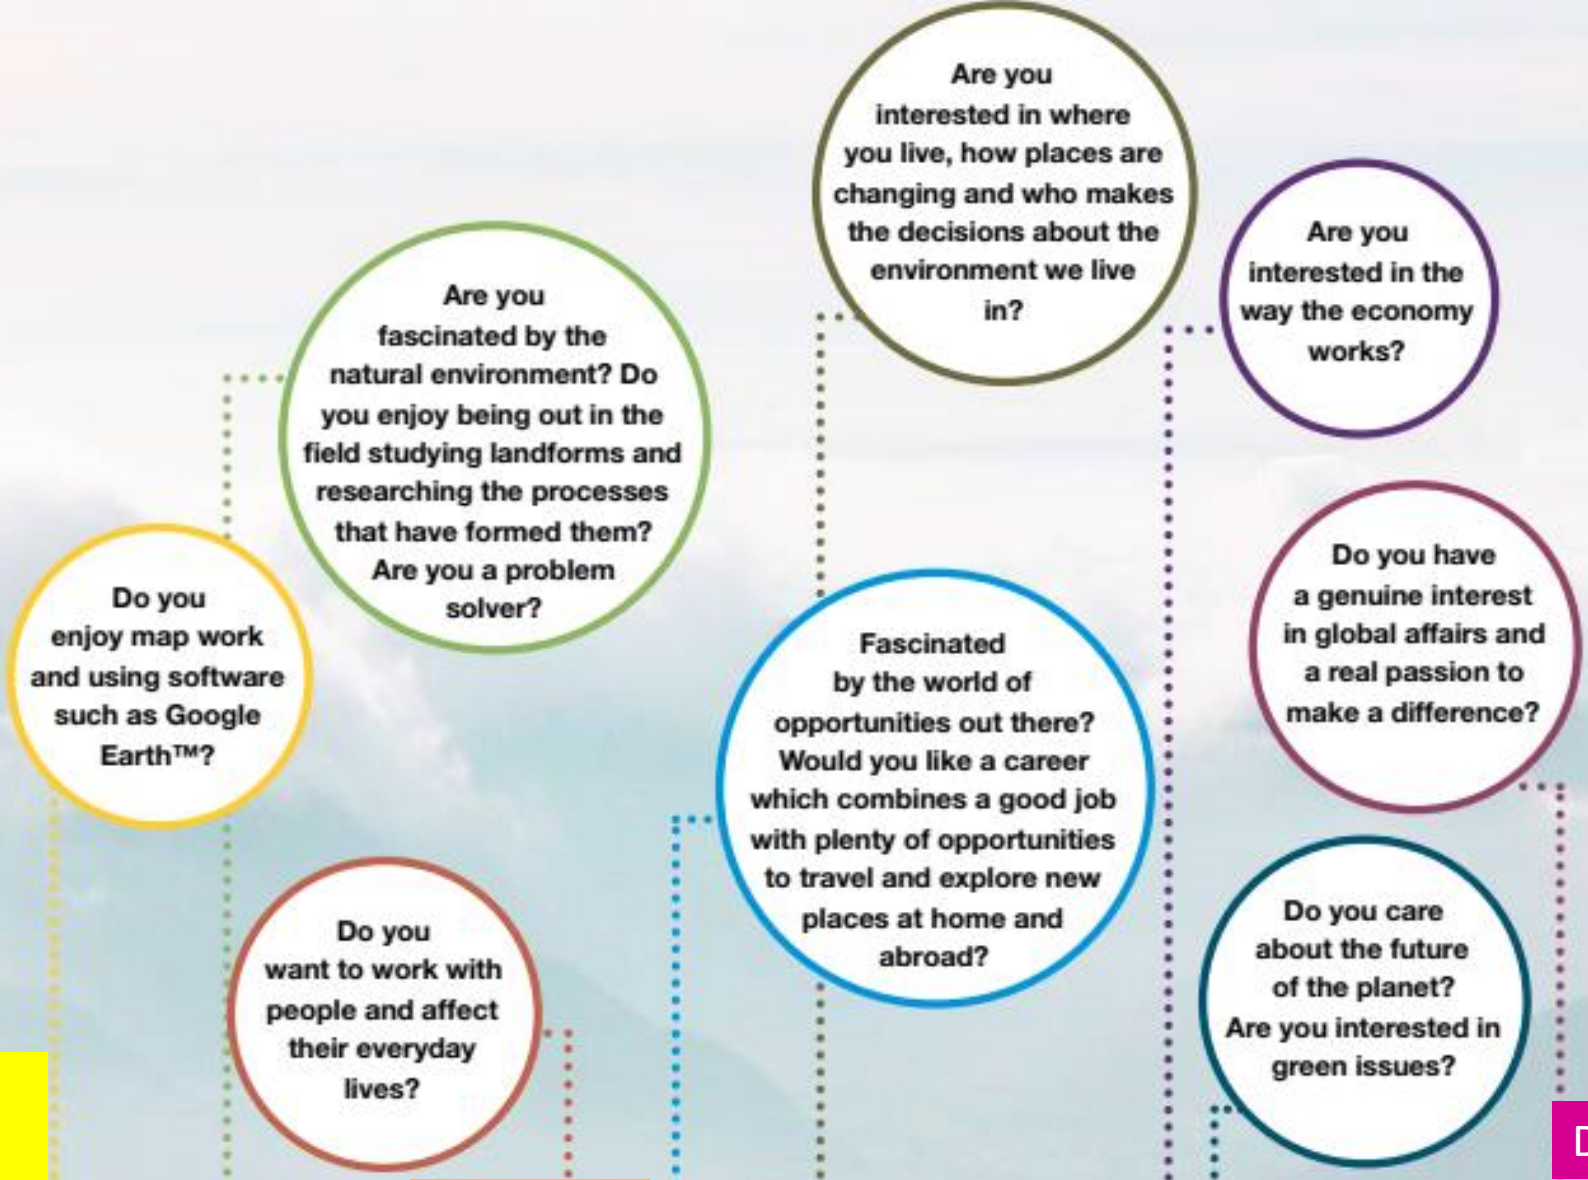 Are you
interested in where
you live, how places are
changing and who makes
the decisions about the
environment we live
in?
Are you
interested in the
way the economy
works?
Are you
fascinated by the
natural environment? Do
you enjoy being out in the
field studying landforms and
researching the processes
that have formed them?
Are you a problem
solver?
Do you have
a genuine interest
in global affairs and
a real passion to
make a difference?
Do you
enjoy map work
and using software
such as Google
Earth™?
Fascinated
by the world of
opportunities out there?
Would you like a career
which combines a good job
with plenty of opportunities
to travel and explore new
places at home and
abroad?
Do you
want to work with
people and affect
their everyday
lives?
Do you care
about the future
of the planet?
Are you interested in
green issues?